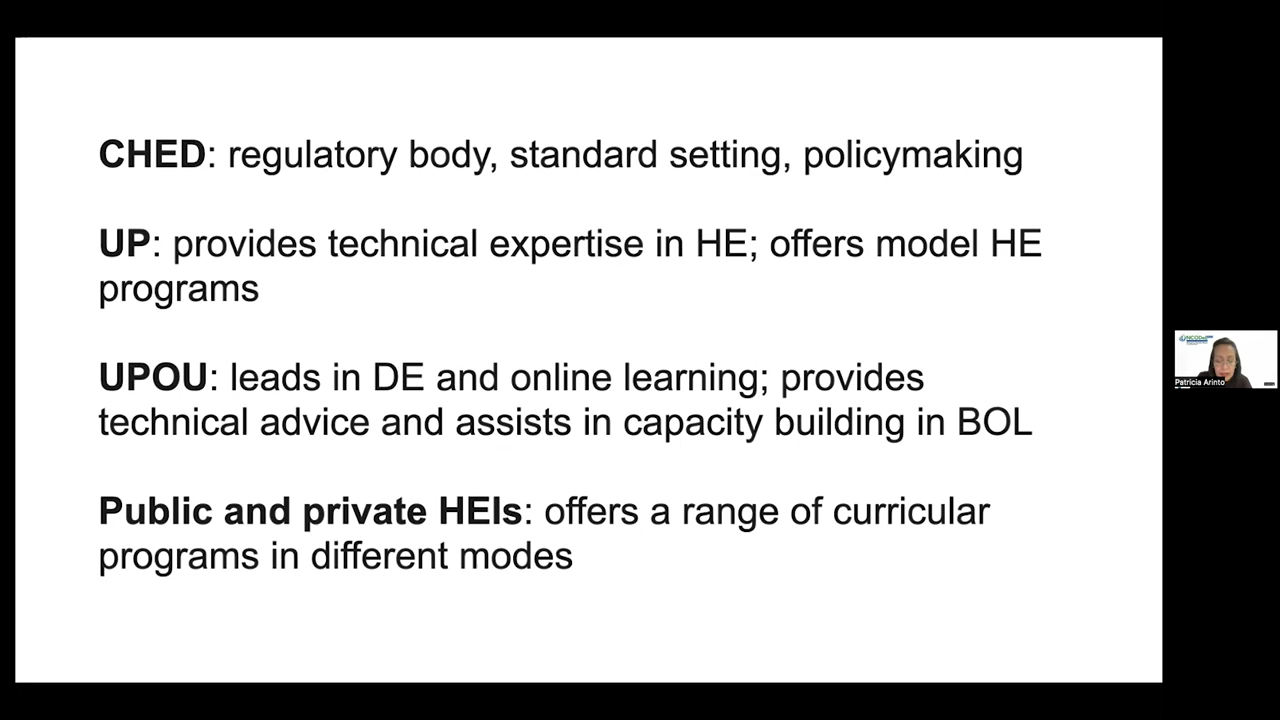 CHED: regulatory body, standard setting, policymaking
UP: provides technical expertise in HE; offers model HE
programs
UPOU: leads in DE and online learning; provides
technical advice and assists in capacity building in BOL
Public and private HEIs: offers a range of curricular
programs in different modes
Patricia Arinto